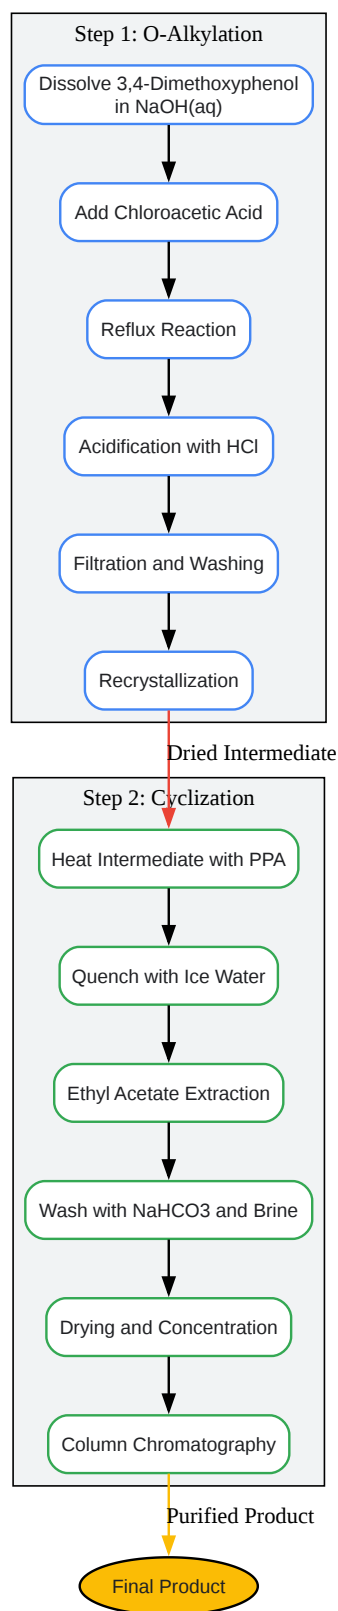 Step 1: O-Alkylation
Dissolve 3,4-Dimethoxyphenol
in NaOH(aq)
Add Chloroacetic Acid
Reflux Reaction
Acidification with HCl
Filtration and Washing
Recrystallization
Dried Intermediate
Step 2: Cyclization
Heat Intermediate with PPA
Quench with Ice Water
Ethyl Acetate Extraction
Wash with NaHCO3 and Brine
Drying and Concentration
Column Chromatography
Purified Product
Final Product